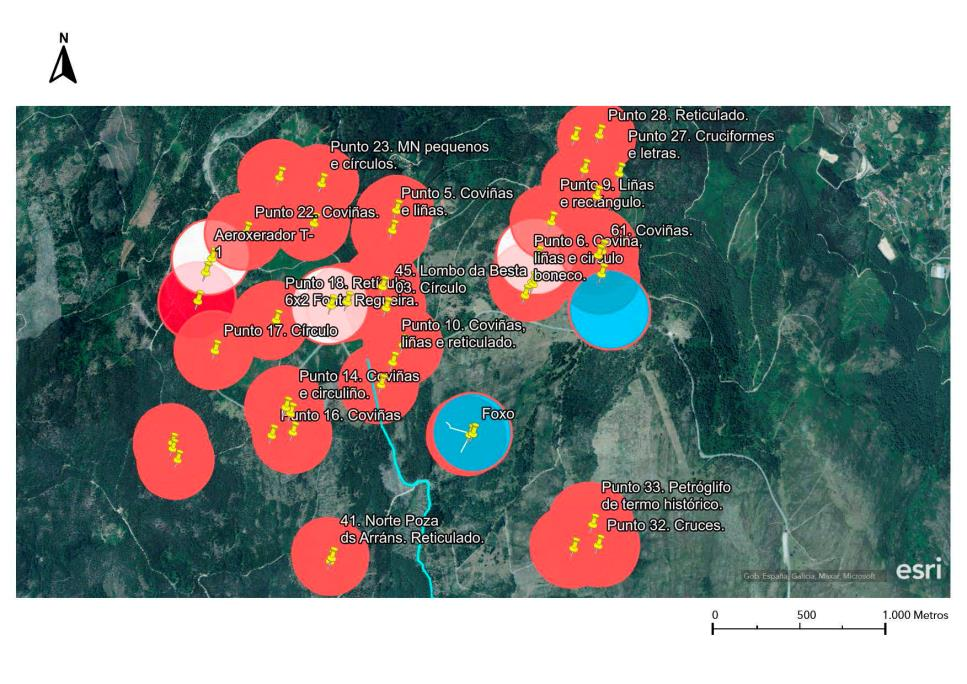 N
Punto 28. Reticulado.
Punto 27. Cruciformes
e letras.
Punto 23. MN pequenos
e círculos.
Punto 9. Liñas
e rectángulo.
Punto 5. Coviñas
e liñas.
Punto 22. Coviñas.
61. Coviñas.
Aeroxerador T-
1
Punto 6. Coviña,
liñas e circulo
boneco.
45. Lombo da Besta
03. Círculo
Punto 18.
6x2
Punto 17. Círculo
Punto 10. Coviñas,
liñas e reticulado.
Punto 14. Coviñas
e circuliño.
Punto 16. Coviñas
Foxo
Punto 33. Petróglifo
de termo histórico.
Punto 32. Cruces.
41. Norte Poza
ds Arráns. Reticulado.
Gob. España, Galicia, Maxar, Microsoft
esri
0 500 1.000 Metros